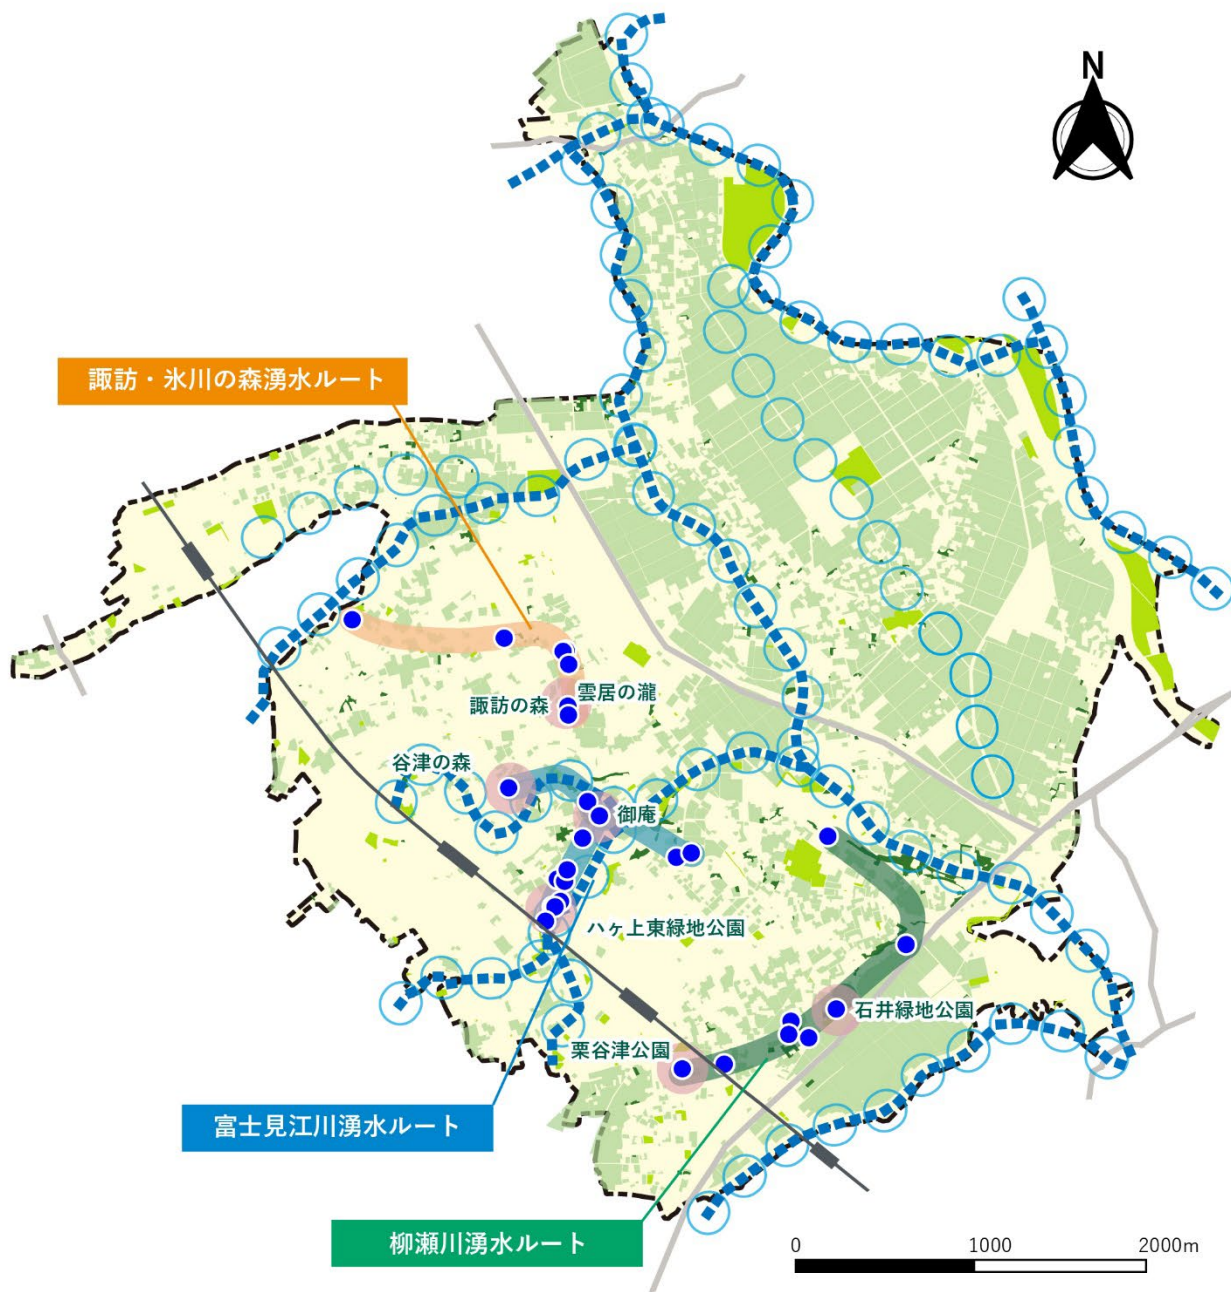 N
諏訪・氷川の森湧水ルート
諏訪の森
雲居の瀧
谷津の森
御庵
ハヶ上東緑地公園
石井緑地公園
栗谷津公園
富士見江川湧水ルート
柳瀬川湧水ルート
0 1000 2000m